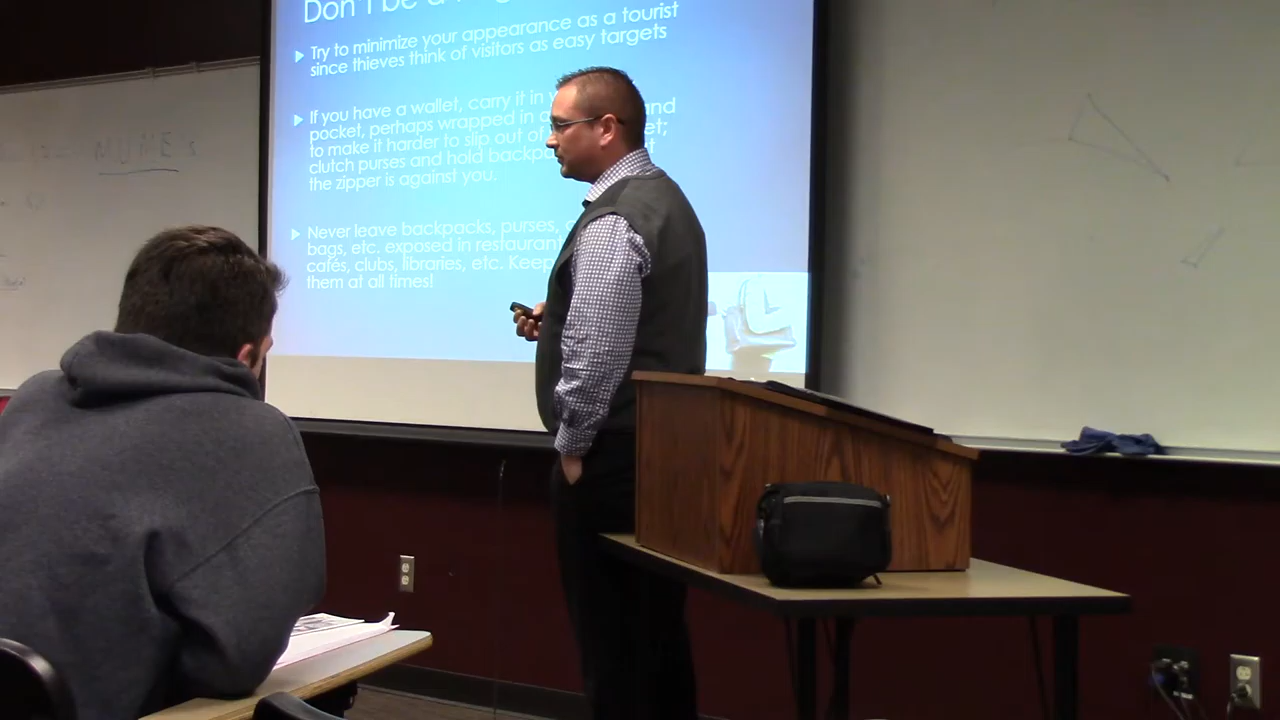 Don't be a
Try to minimize your appearance as a tourist
since thieves think of visitors as easy targets
If you have a wallet, carry it in
pocket, perhaps wrapped in
to make it harder to slip out of
clutch purses and hold
the zipper is against you.
Never leave backpacks, purses,
bags, etc. exposed in
cafés, clubs, libraries, etc. Keep
them at all times!